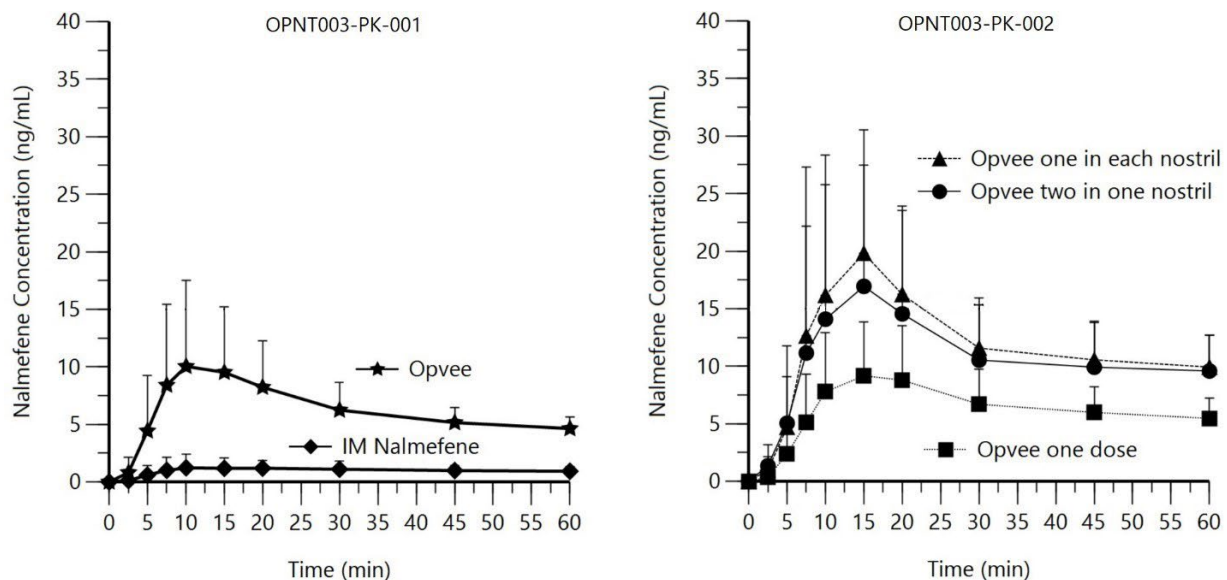 OPNT003-PK-001
Nalmefene Concentration (ng/mL)
40
35
30
25
20
15
10
5
0
Opvee
IM Nalmefene
0 5 10 15 20 25 30 35 40 45 50 55 60
Time (min)
OPNT003-PK-002
Nalmefene Concentration (ng/mL)
40
35
30
25
20
15
10
5
0
Opvee one in each nostril
Opvee two in one nostril
Opvee one dose
0 5 10 15 20 25 30 35 40 45 50 55 60
Time (min)